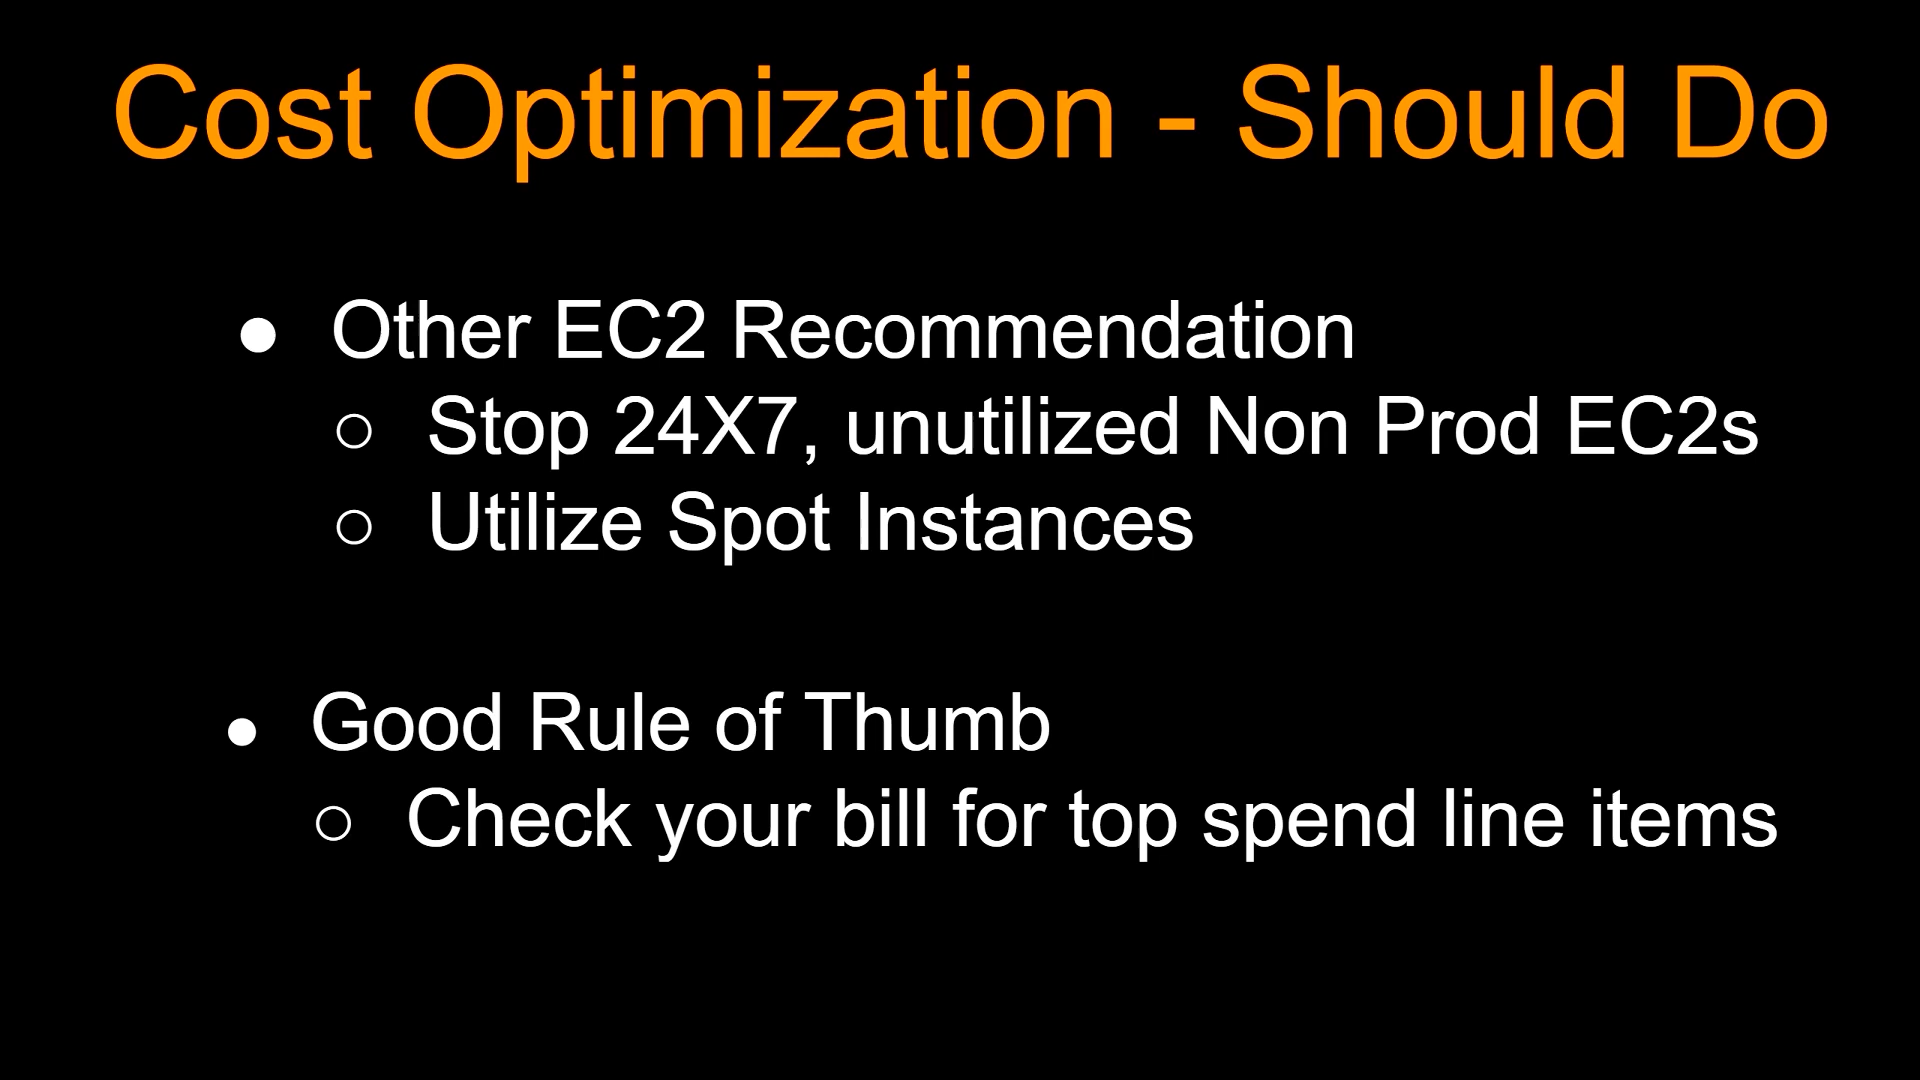 Cost Optimization - Should Do
● Other EC2 Recommendation
○ Stop 24X7, unutilized Non Prod EC2s
○ Utilize Spot Instances
● Good Rule of Thumb
○ Check your bill for top spend line items